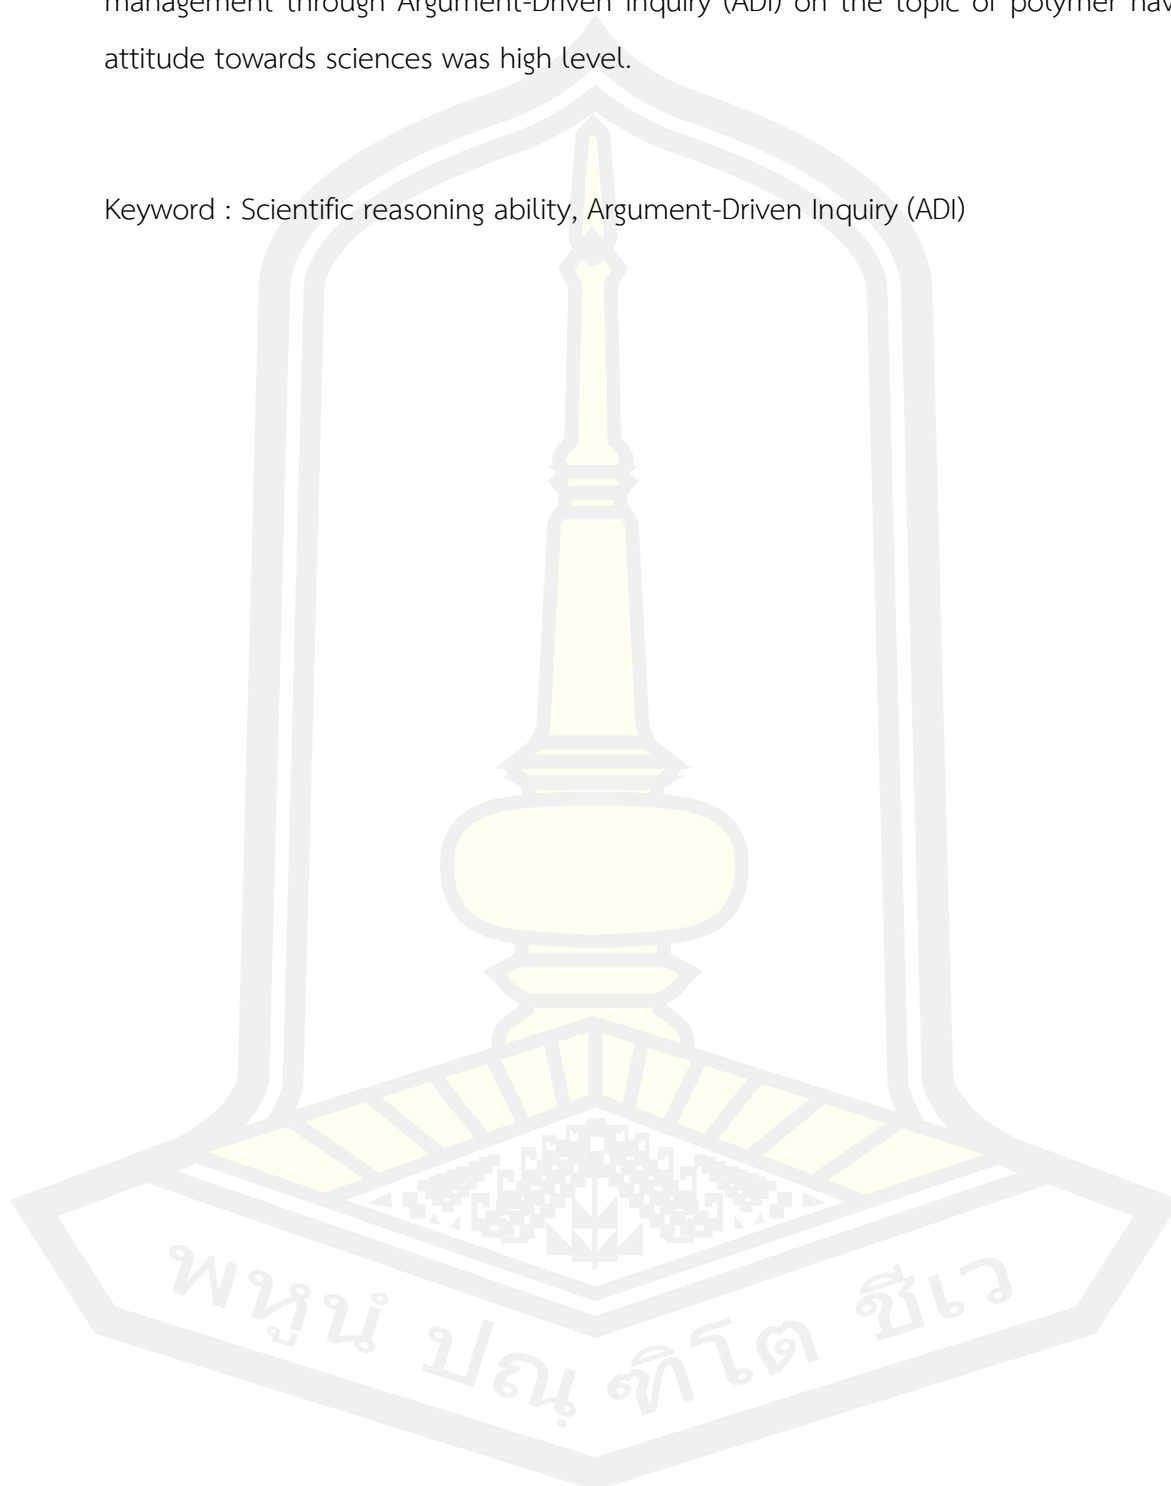 management through Argument-Driven Inquiry (ADI) on the topic of polymer hav
attitude towards sciences was high level.
Keyword : Scientific reasoning ability, Argument-Driven Inquiry (ADI)
พหูนํ ปณฺฑิโต ชีเว